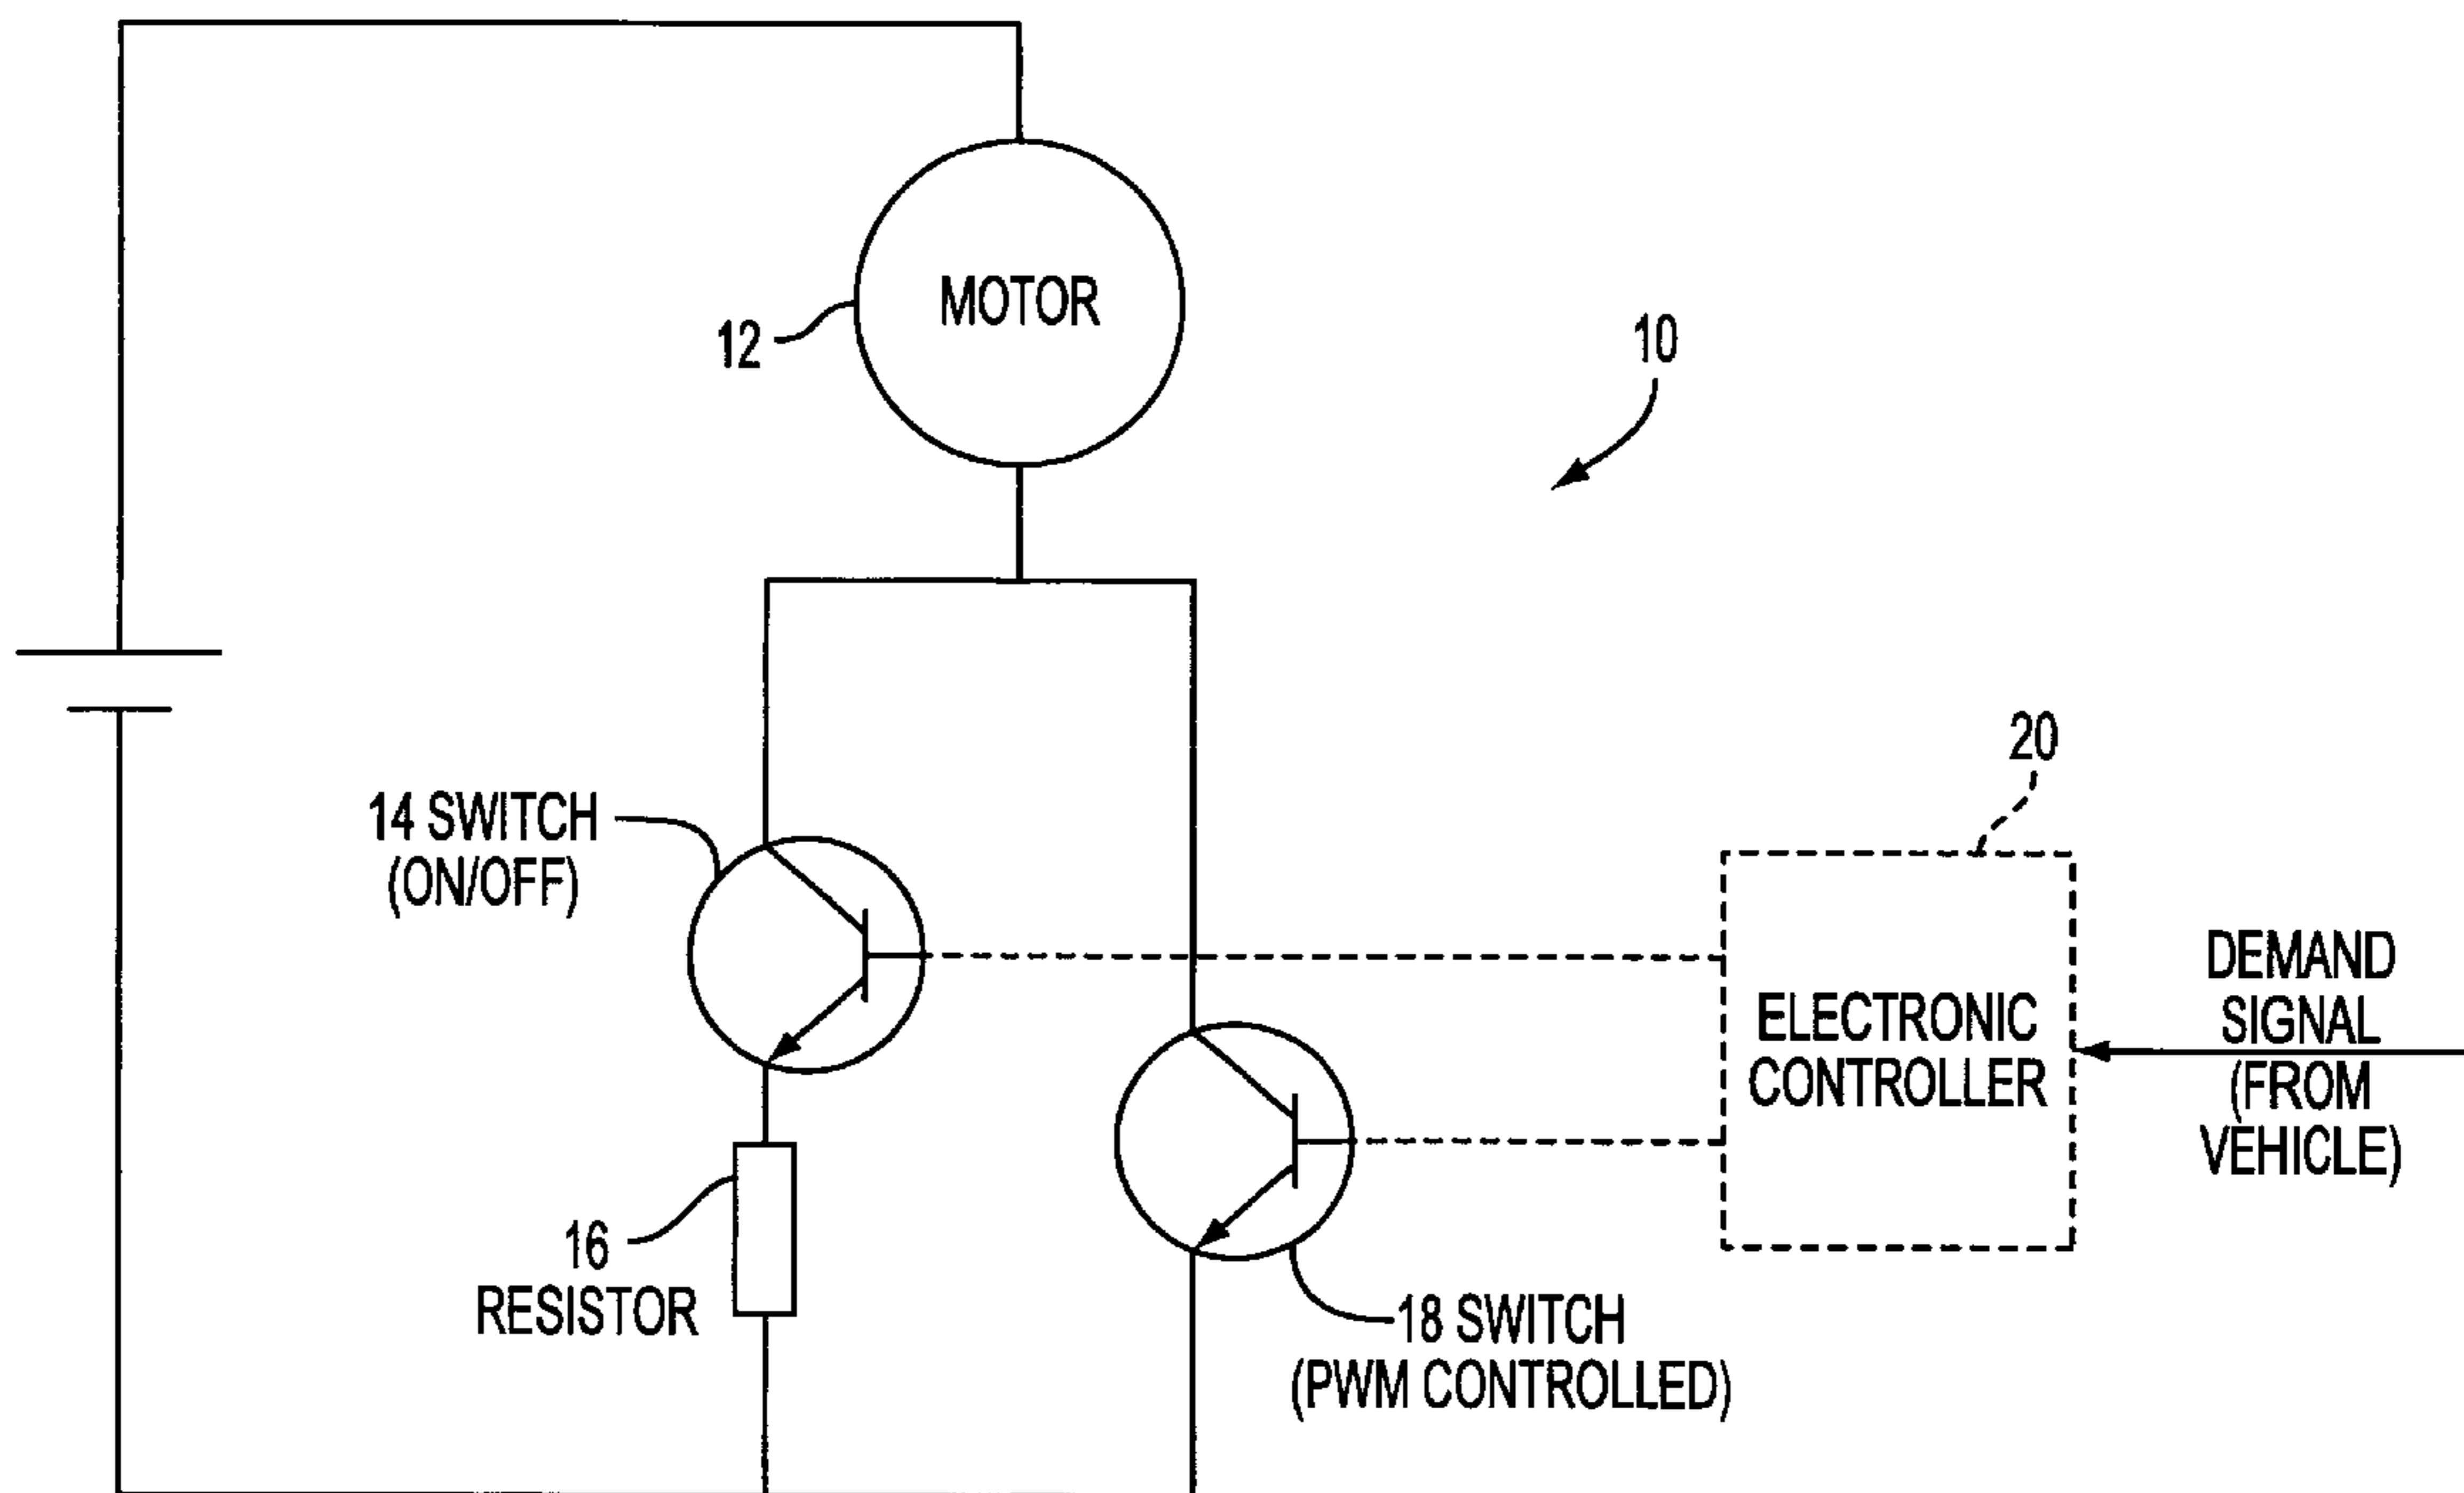 MOTOR
12
10
20
14 SWITCH
(ON/OFF)
ELECTRONIC
CONTROLLER
DEMAND
SIGNAL
(FROM
VEHICLE)
16
RESISTOR
18 SWITCH
(PWM CONTROLLED)